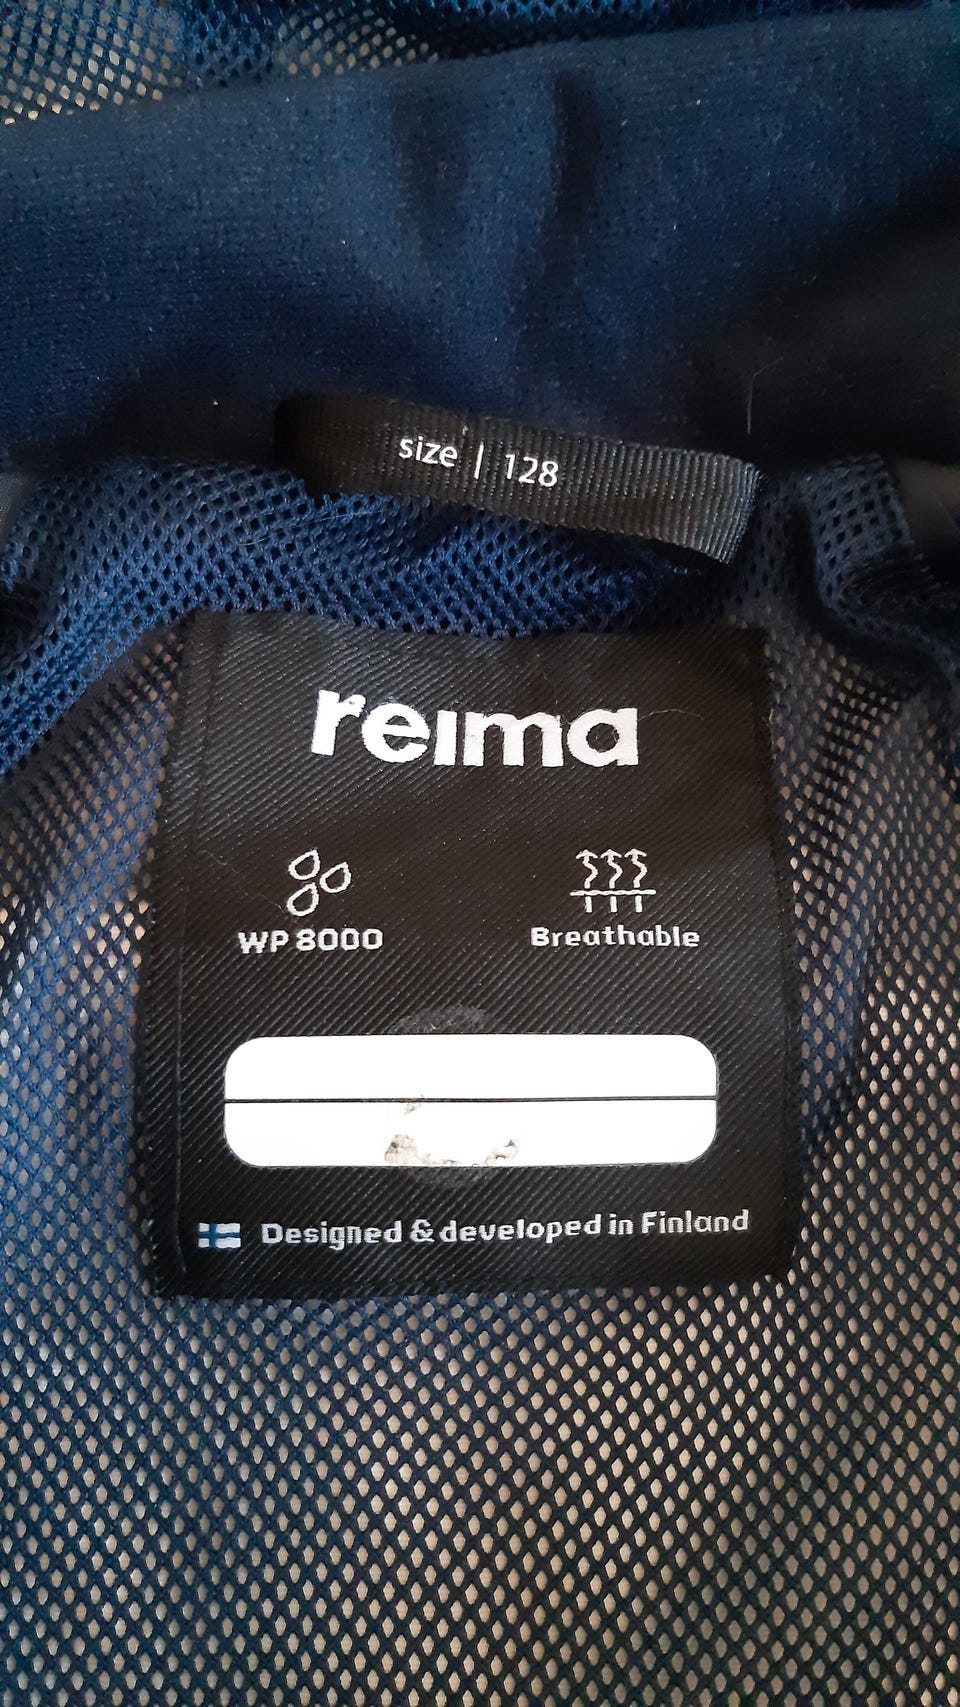 size | 128
reima
WP 8000
Breathable
Designed & developed in Finland